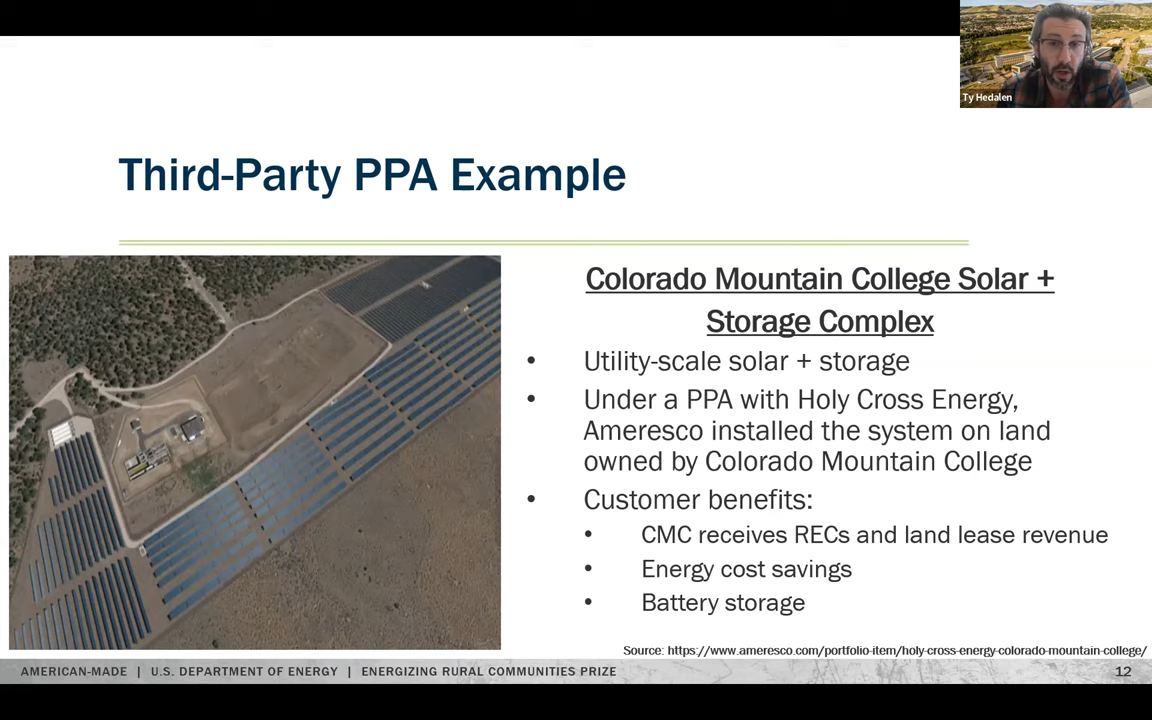 Ty Hedalen
Third-Party PPA Example
Colorado Mountain College Solar +
Storage Complex
• Utility-scale solar + storage
• Under a PPA with Holy Cross Energy,
Ameresco installed the system on land
owned by Colorado Mountain College
• Customer benefits:
• CMC receives RECs and land lease revenue
• Energy cost savings
• Battery storage
Source: https://www.ameresco.com/portfolio-item/holy-cross-energy-colorado-mountain-college/
AMERICAN-MADE | U.S. DEPARTMENT OF ENERGY | ENERGIZING RURAL COMMUNITIES PRIZE
12